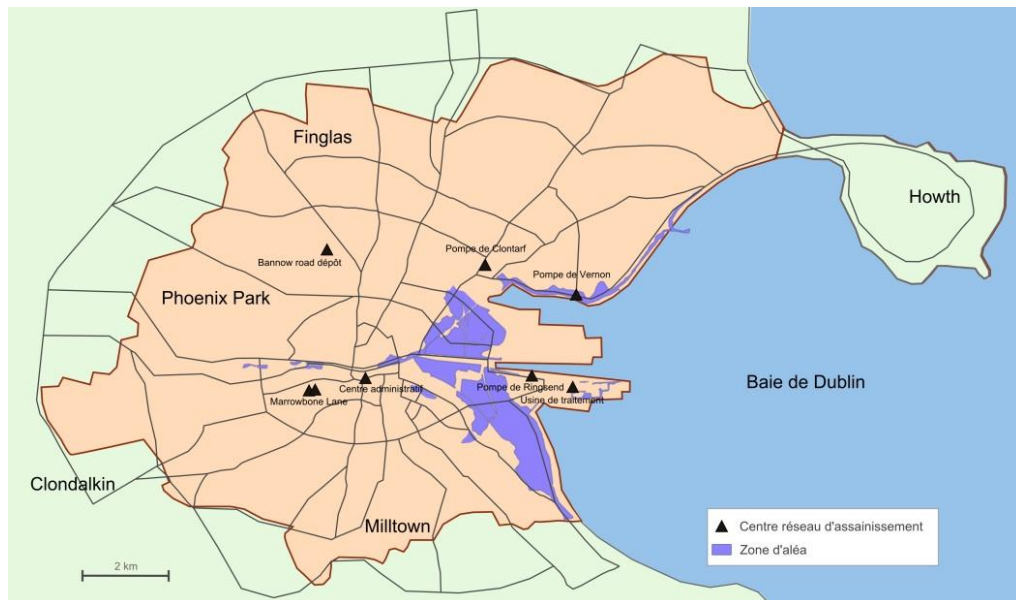 Finglas
Howth
Pompe de Clontarf
Bannow road dépôt
Pompe de Vernon
Phoenix Park
Baie de Dublin
Centre administratif
Pompe de Ringsend
Marrowbone Lane
Usine de traitement
Clondalkin
Milltown
Centre réseau d'assainissement
Zone d'aléa
2 km